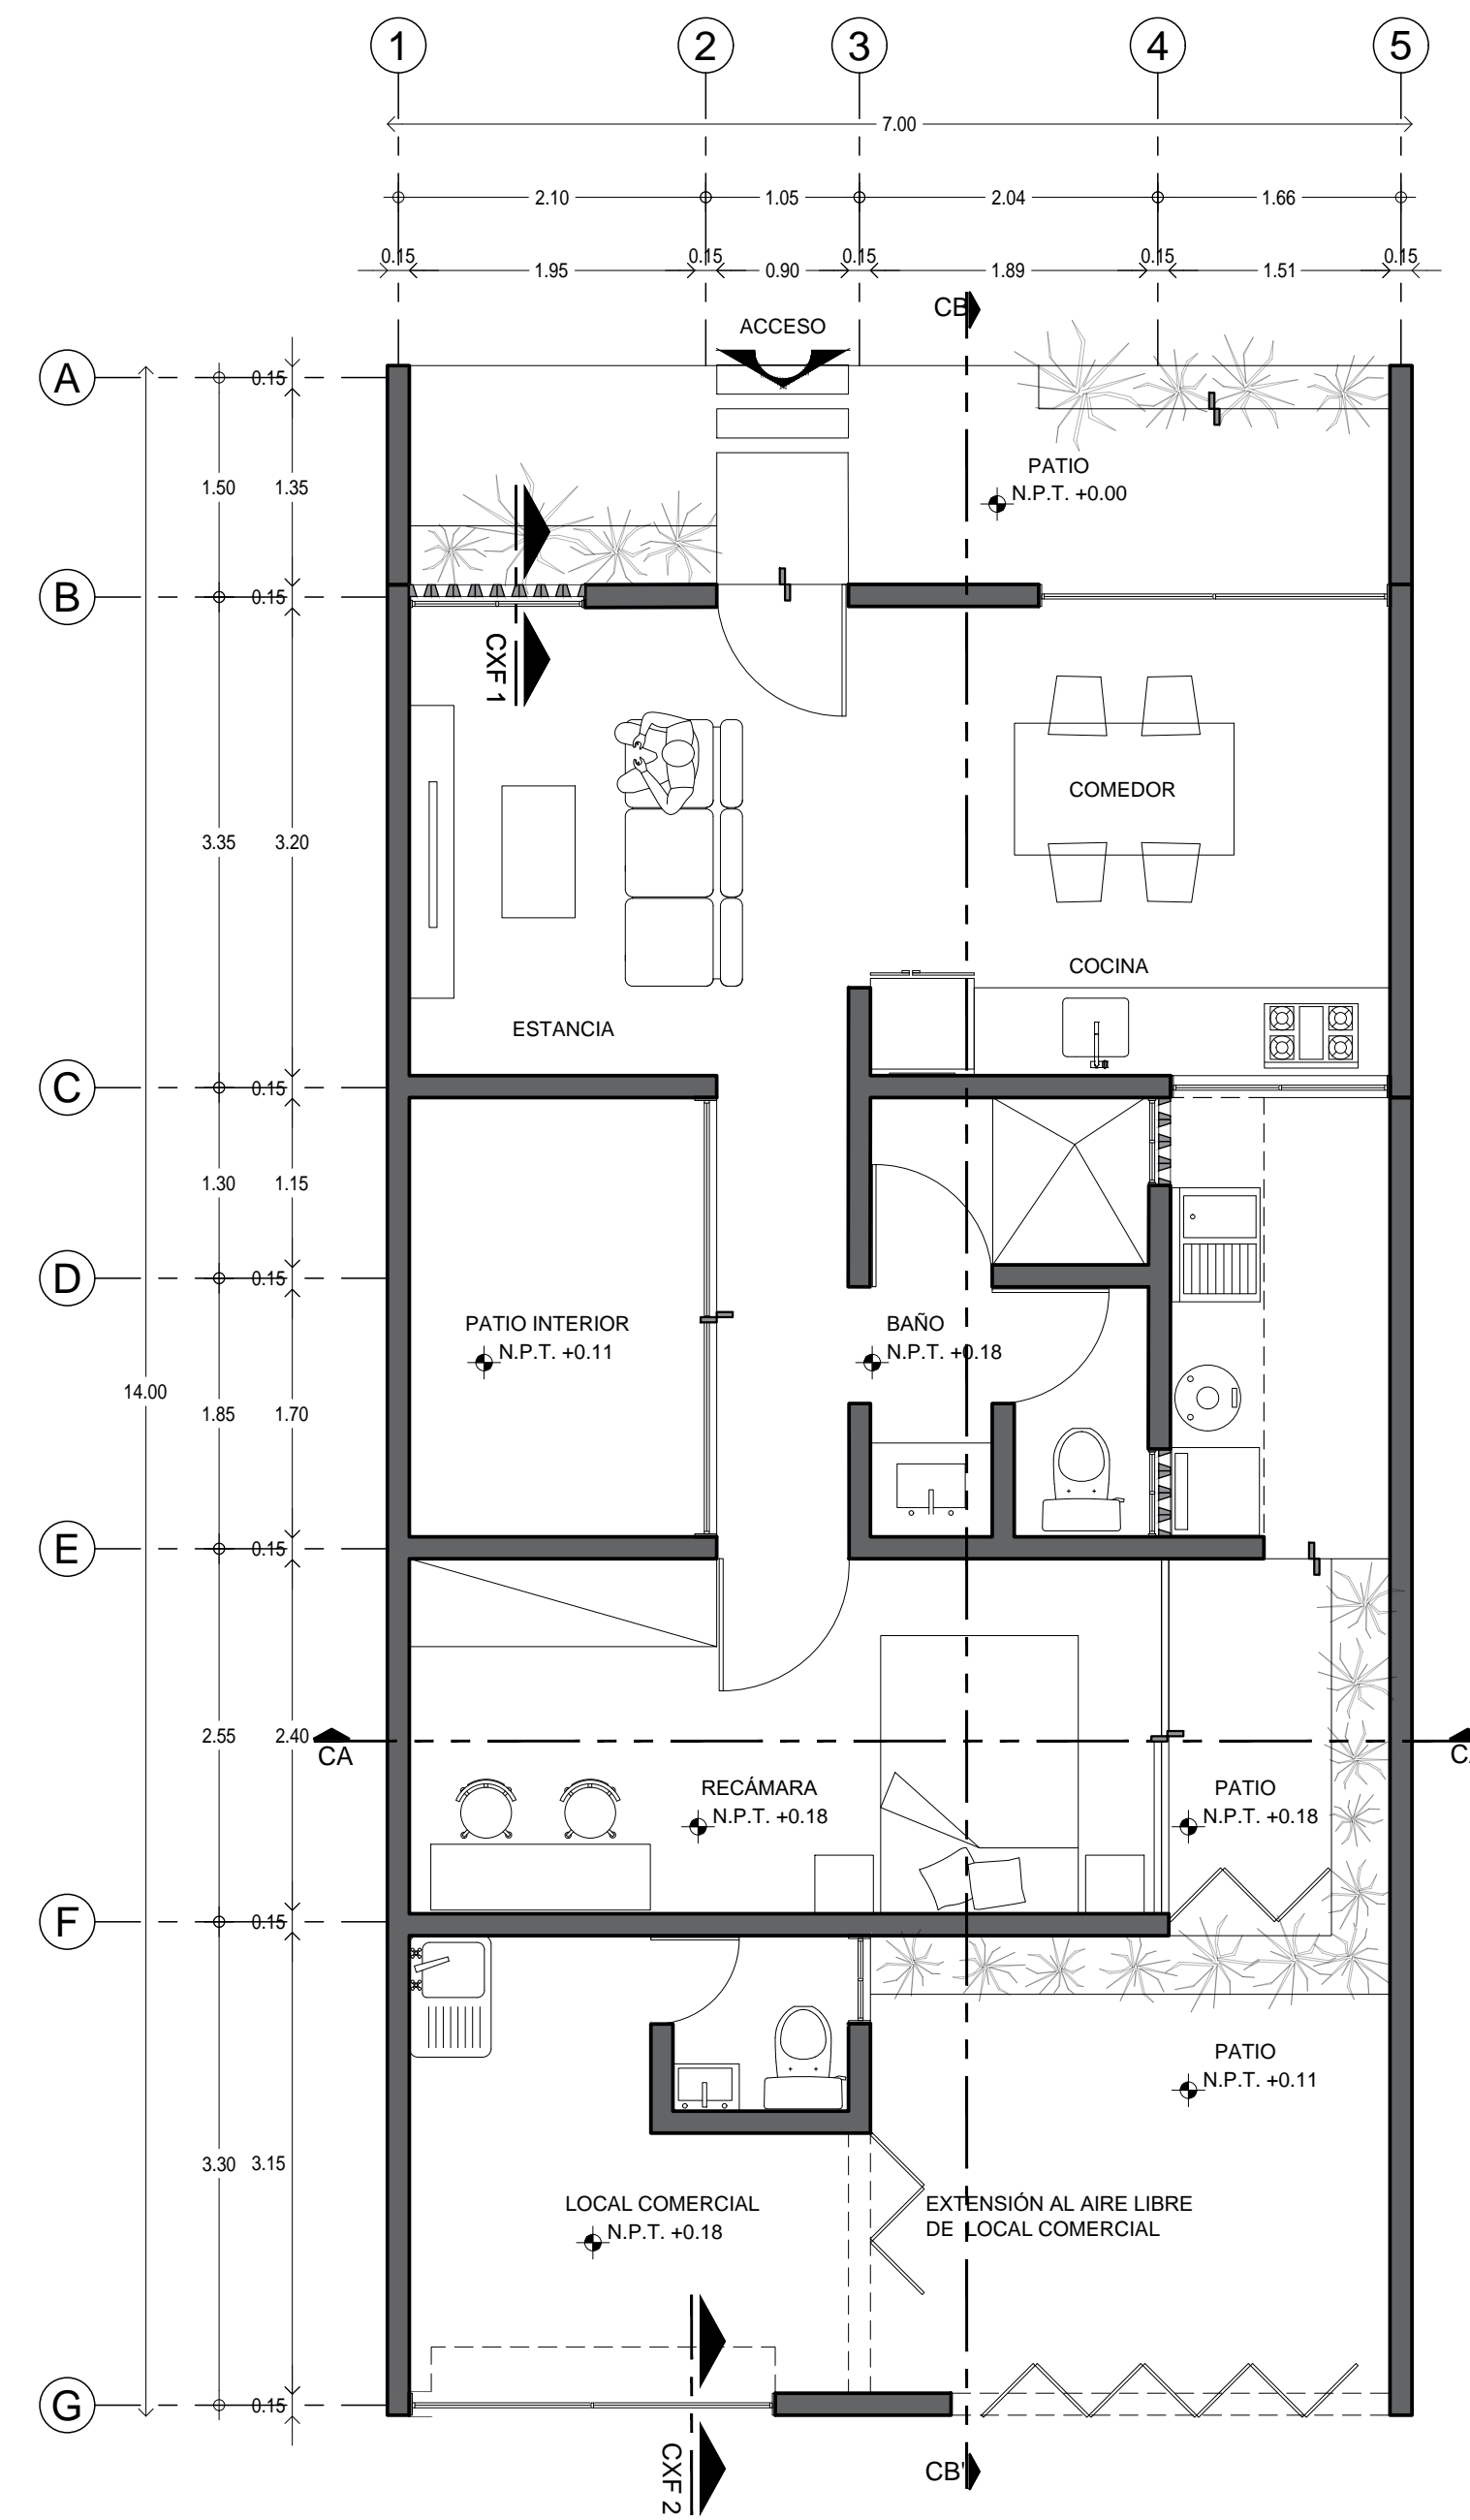 1 2 3 4 5
7.00
2.10 1.05 2.04 1.66
0.15 0.15 0.15 0.15 0.15
1.95 0.90 1.89 1.51
CB
ACCESO
A 0.15
PATIO
N.P.T. +0.00
1.50 1.35
B 0.15
CXF 1
COMEDOR
3.35 3.20
COCINA
ESTANCIA
C 0.15
1.30 1.15
D 0.15
PATIO INTERIOR
N.P.T. +0.11
BAÑO
N.P.T. +0.18
14.00
1.85 1.70
E 0.15
2.55 2.40
CA
RECÁMARA
N.P.T. +0.18
PATIO
N.P.T. +0.18
F 0.15
PATIO
N.P.T. +0.11
3.30 3.15
LOCAL COMERCIAL
N.P.T. +0.18
EXTENSIÓN AL AIRE LIBRE
DE LOCAL COMERCIAL
G 0.15
CXF 2
CB'